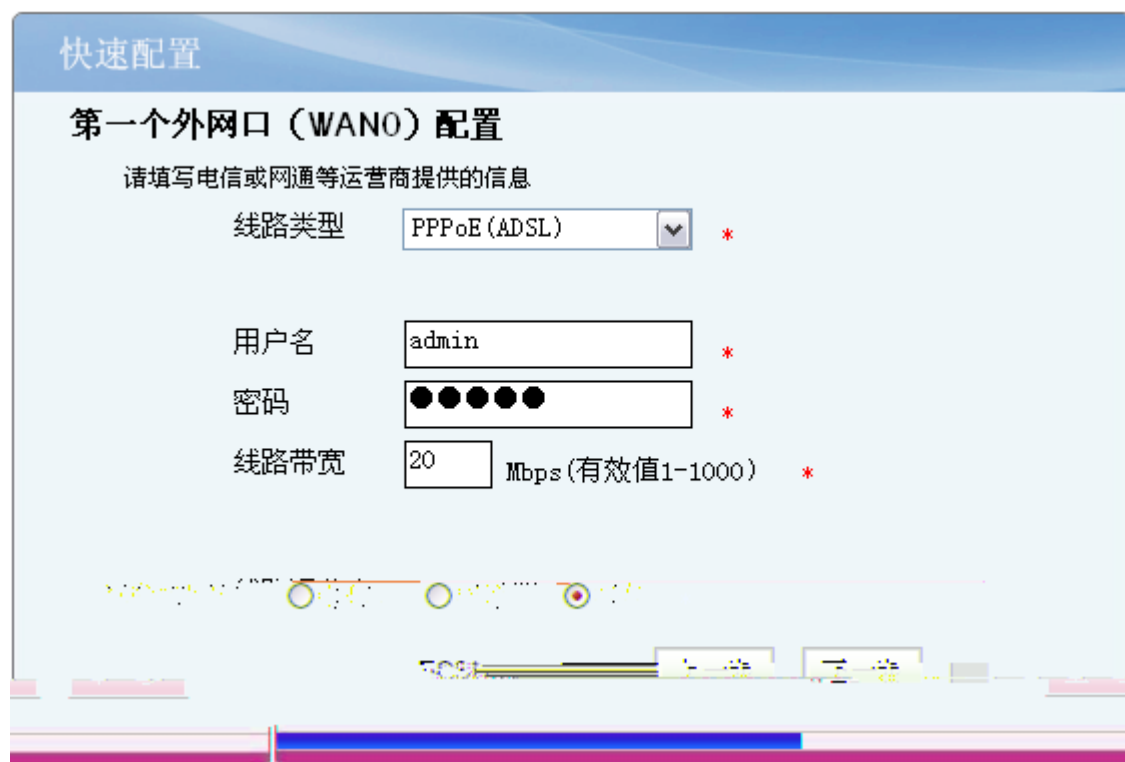 快速配置
第一个外网口（WAN0）配置
请填写电信或网通等运营商提供的信息
线路类型 PPPoE(ADSL) *
用户名 admin *
密码 ●●●●● *
线路带宽 20 Mbps(有效值1-1000) *